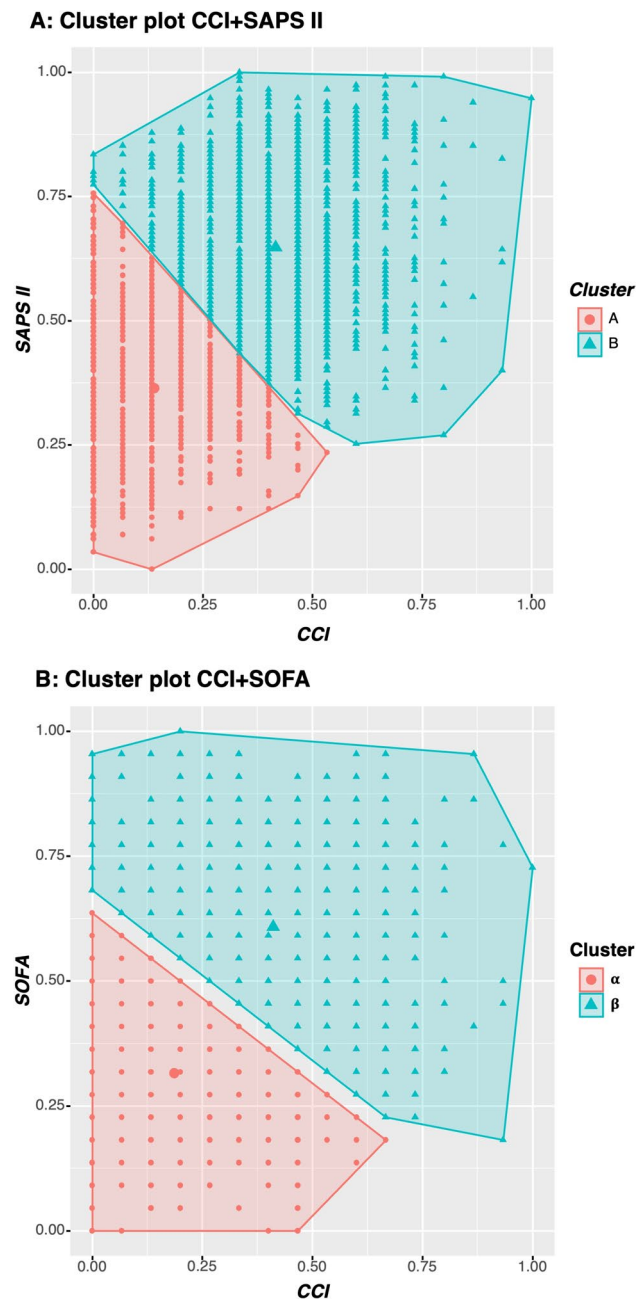 A: Cluster plot CCI+SAPS II
1.00
0.75
0.50
0.25
0.00
SAPS II
0.00 0.25 0.50 0.75 1.00
CCI
Cluster
A
B
B: Cluster plot CCI+SOFA
1.00
0.75
0.50
0.25
0.00
SOFA
0.00 0.25 0.50 0.75 1.00
CCI
Cluster
α
β